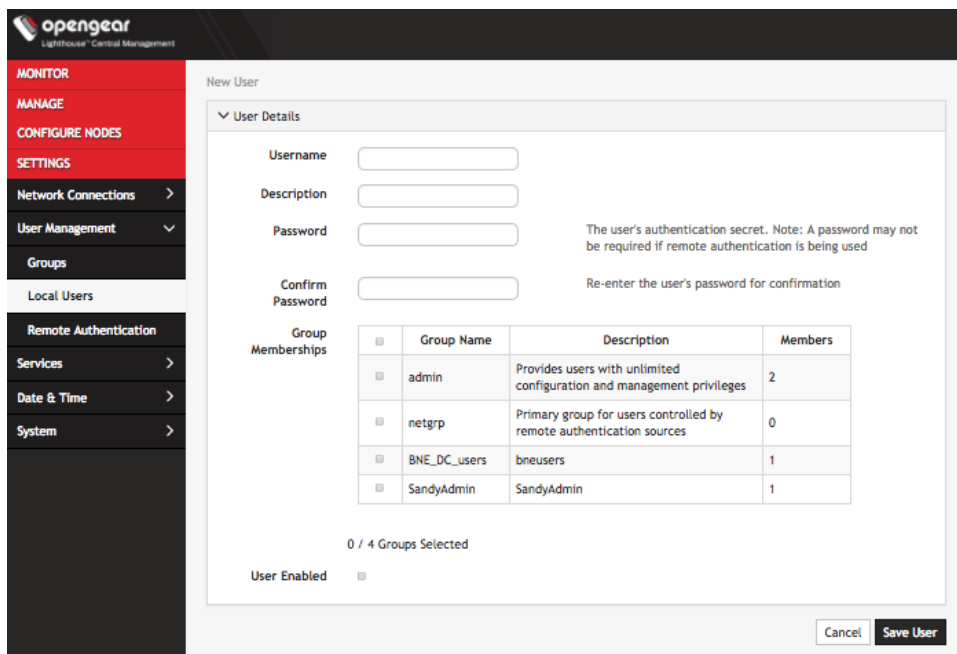 opengear
Lighthouse™ Central Management
MONITOR
MANAGE
CONFIGURE NODES
SETTINGS
Network Connections
User Management
Groups
Local Users
Remote Authentication
Services
Date & Time
System
New User
User Details
Username
Description
Password
The user's authentication secret. Note: A password may not
be required if remote authentication is being used
Confirm
Password
Re-enter the user's password for confirmation
Group
Memberships
Group Name Description Members
admin Provides users with unlimited
configuration and management privileges 2
netgrp Primary group for users controlled by
remote authentication sources 0
BNE_DC_users bneusers 1
SandyAdmin SandyAdmin 1
0 / 4 Groups Selected
User Enabled
Cancel Save User